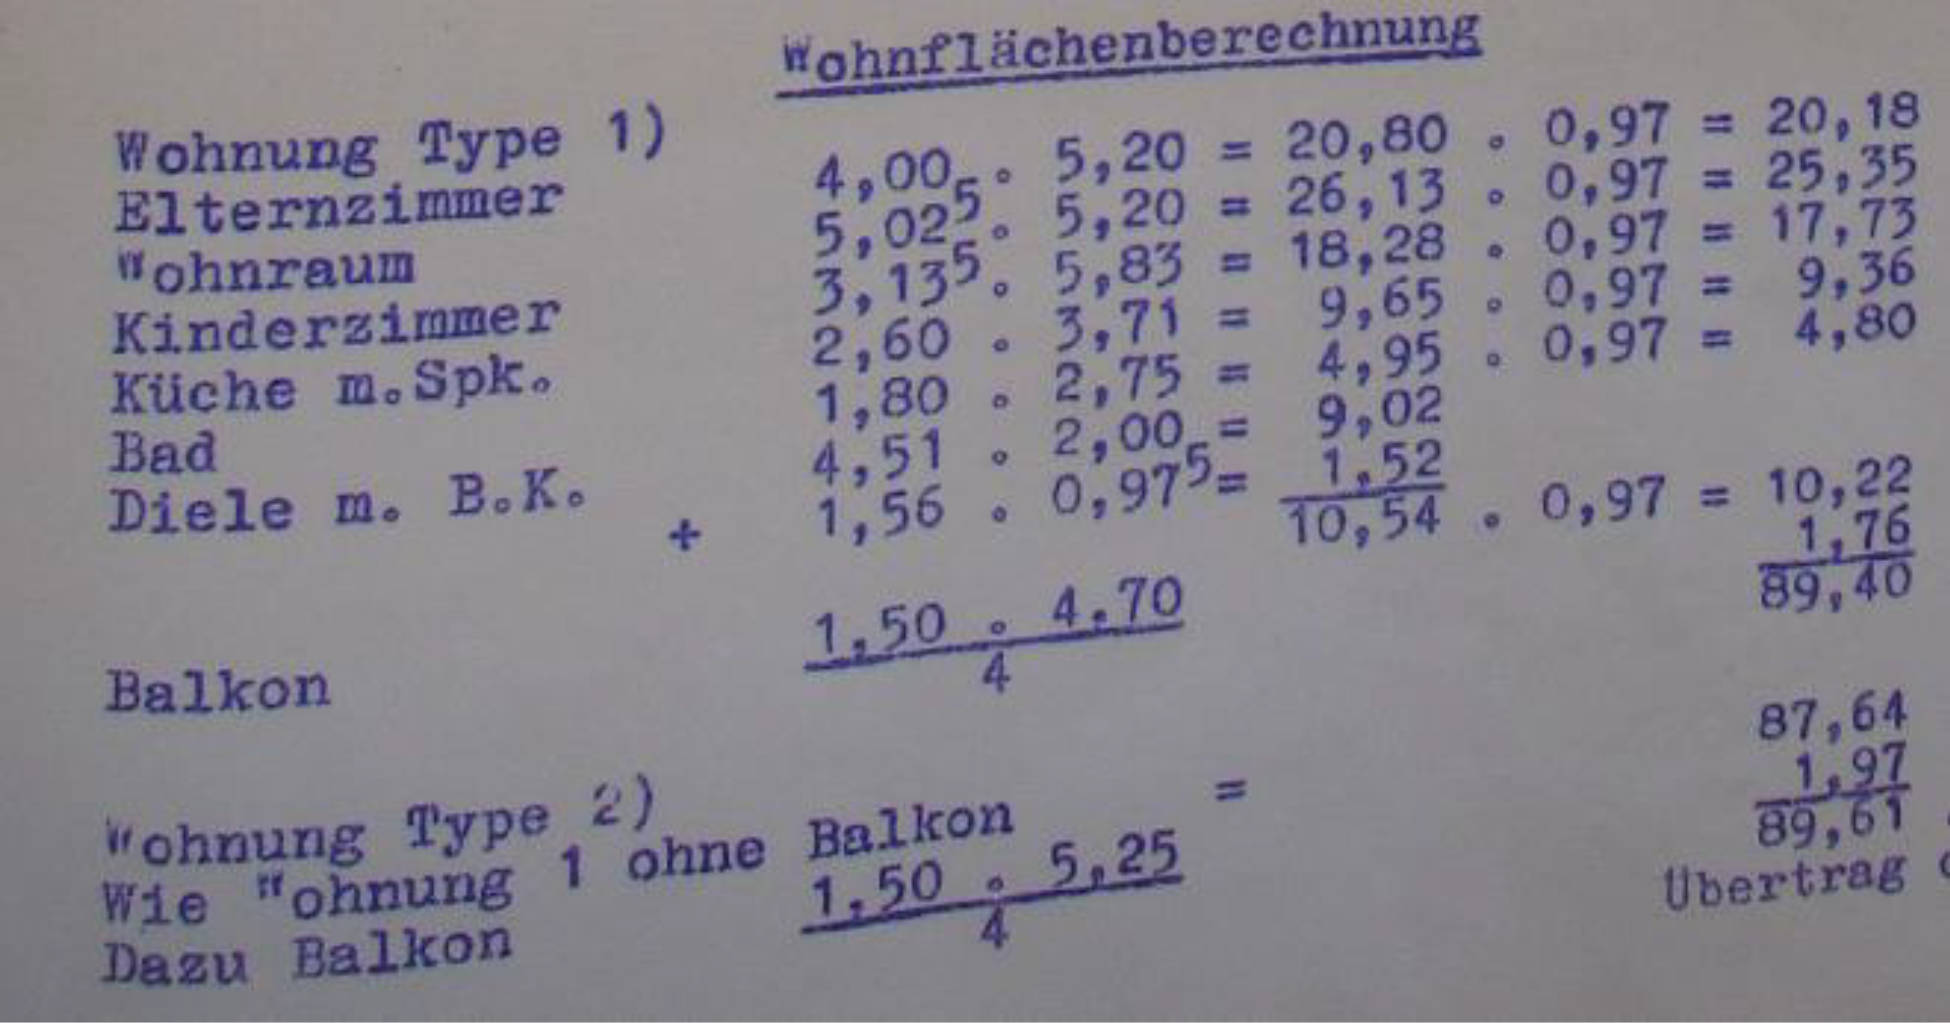 Wohnflächenberechnung
Wohnung Type 1)
Elternzimmer 4,00 . 5,20 = 20,80 . 0,97 = 20,18
Wohnraum 5,02⁵. 5,20 = 26,13 . 0,97 = 25,35
Kinderzimmer 3,13⁵. 5,83 = 18,28 . 0,97 = 17,73
Küche m.Spk. 2,60 . 3,71 = 9,65 . 0,97 = 9,36
Bad 1,80 . 2,75 = 4,95 . 0,97 = 4,80
Diele m. B.K. 4,51 . 2,00 = 9,02
+ 1,56 . 0,97⁵= 1,52
10,54 . 0,97 = 10,22
Balkon 1,50 . 4.70 1,76
4 89,40
Wohnung Type 2)
Wie Wohnung 1 ohne Balkon = 87,64
Dazu Balkon 1,50 . 5,25 1,97
4 89,61
Übertrag